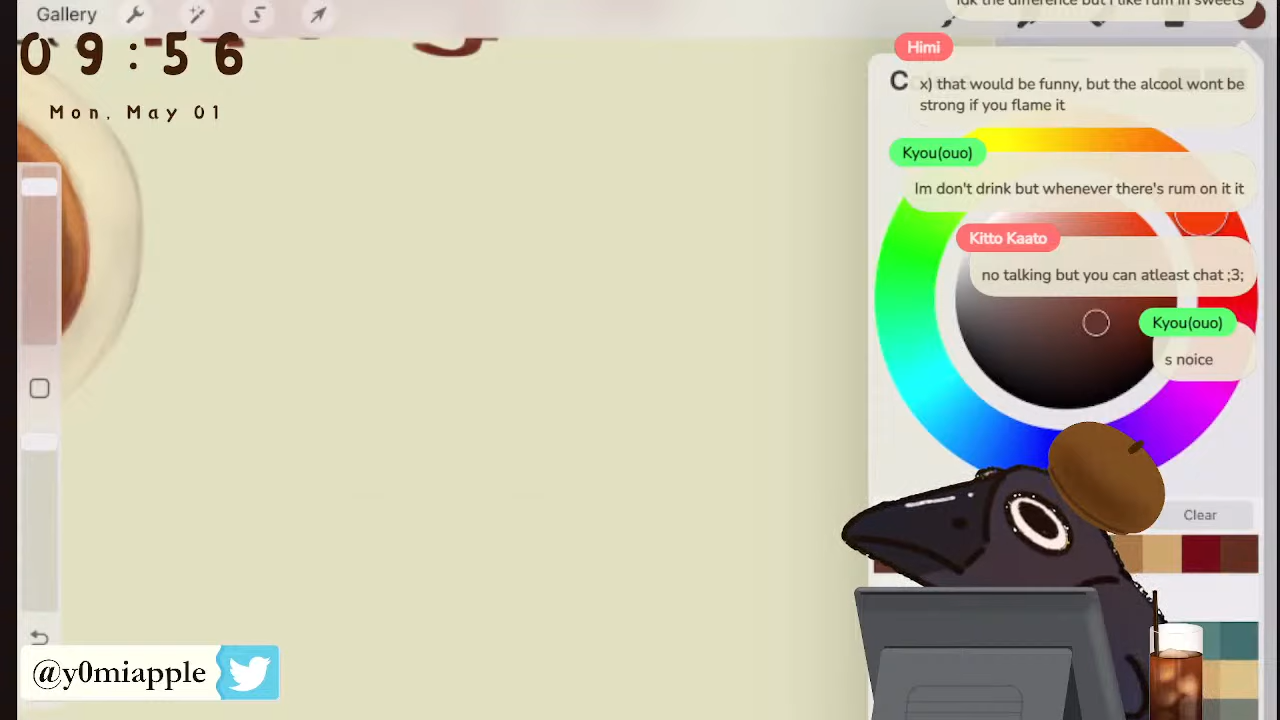 Gallery
09:56
Mon, May 01
idk the difference but i like rum in sweets
Himi
C
x) that would be funny, but the alcool wont be
strong if you flame it
Kyou(ouo)
Im don't drink but whenever there's rum on it it
Kitto Kaato
no talking but you can atleast chat ;3;
Kyou(ouo)
s noice
Clear
@y0miapple